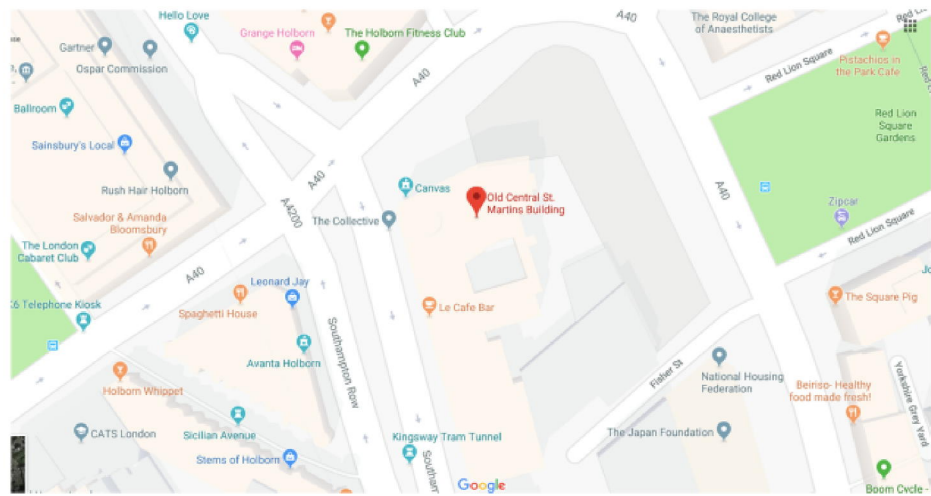 Hello Love
Gartner
Ospar Commission
Grange Holborn
The Holborn Fitness Club
A40
The Royal College
of Anaesthetists
Red Lion Square
Pistachios in
the Park Cafe
A40
Ballroom
Red Lion
Square
Gardens
Sainsbury's Local
Rush Hair Holborn
A40
Canvas
Old Central St.
Martins Building
A40
Salvador & Amanda
Bloomsbury
A4200
The Collective
Zipcar
Red Lion Square
The London
Cabaret Club
A40
Leonard Jay
K6 Telephone Kiosk
Spaghetti House
Le Cafe Bar
The Square Pig
Southampton Row
Avanta Holborn
Fisher St
National Housing
Federation
Holborn Whippet
Beiriso- Healthy
food made fresh!
Yorkshire Grey Yard
CATS London
Sicilian Avenue
Kingsway Tram Tunnel
The Japan Foundation
Stems of Holborn
Southam
Google
Boom Cycle -